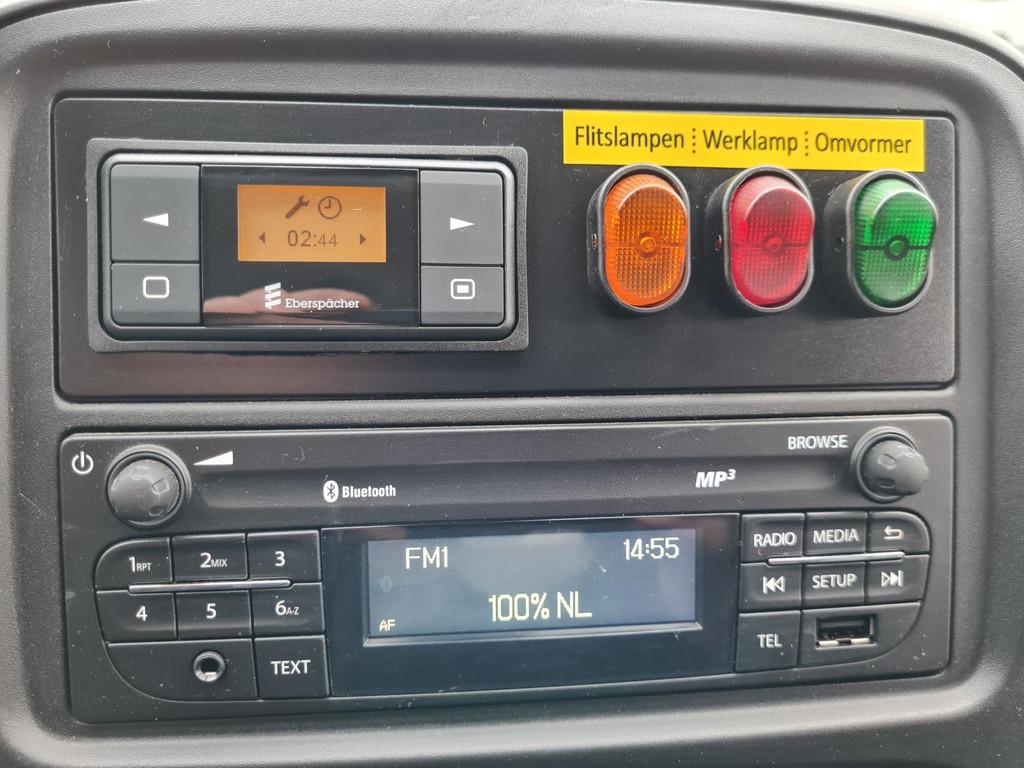 Flitslampen Werklamp Omvormer
02:44
Eberspächer
BROWSE
Bluetooth
MP3
1RPT 2MIX 3
FM1 14:55
RADIO MEDIA
100% NL
SETUP
4 5 6A-Z
AF
TEXT
TEL